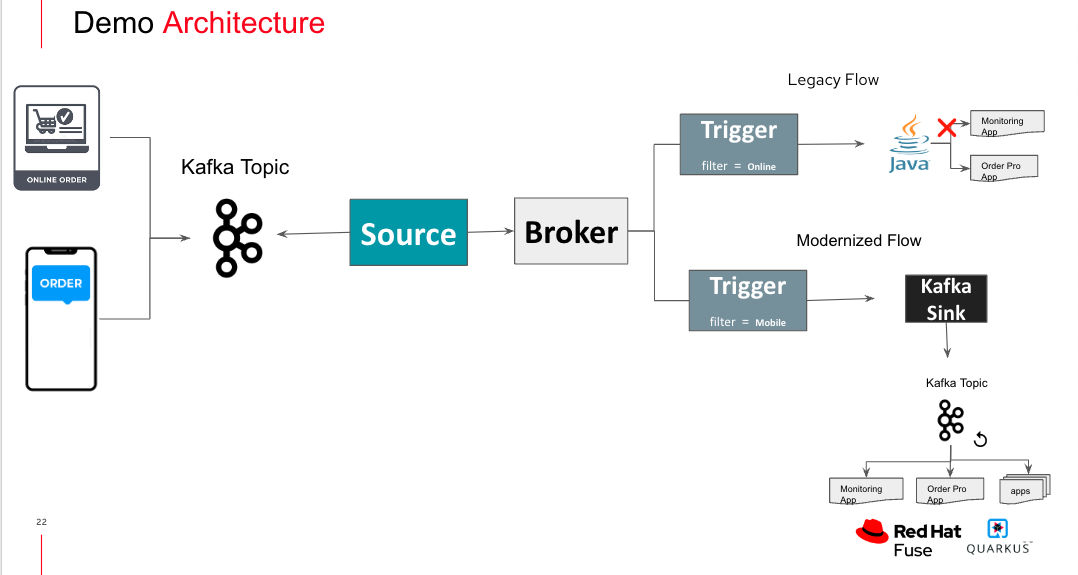 Demo Architecture
Legacy Flow
ONLINE ORDER
Kafka Topic
Trigger
filter = Online
Java
Monitoring
App
Order Pro
App
Source
Broker
Modernized Flow
ORDER
Trigger
filter = Mobile
Kafka
Sink
Kafka Topic
Monitoring
App
Order Pro
App
apps
22
Red Hat
Fuse
QUARKUS